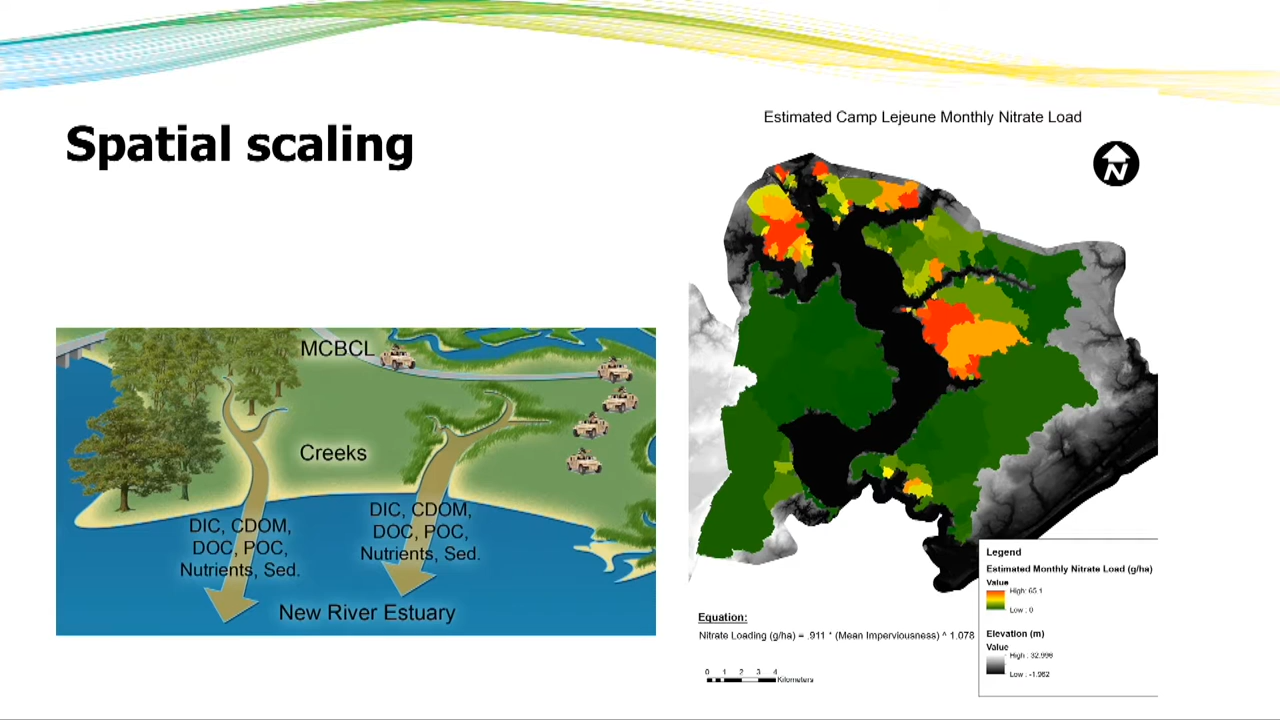 Spatial scaling
MCBCL
Creeks
DIC, CDOM,
DOC, POC,
Nutrients, Sed.
DIC, CDOM,
DOC, POC,
Nutrients, Sed.
New River Estuary
Estimated Camp Lejeune Monthly Nitrate Load
N
Equation:
Nitrate Loading (g/ha) = .911 * (Mean Imperviousness) ^ 1.078
0 1 2 3 4
Kilometers
Legend
Estimated Monthly Nitrate Load (g/ha)
Value
High: 65.1
Low : 0
Elevation (m)
Value
High : 32.998
Low : -1.962